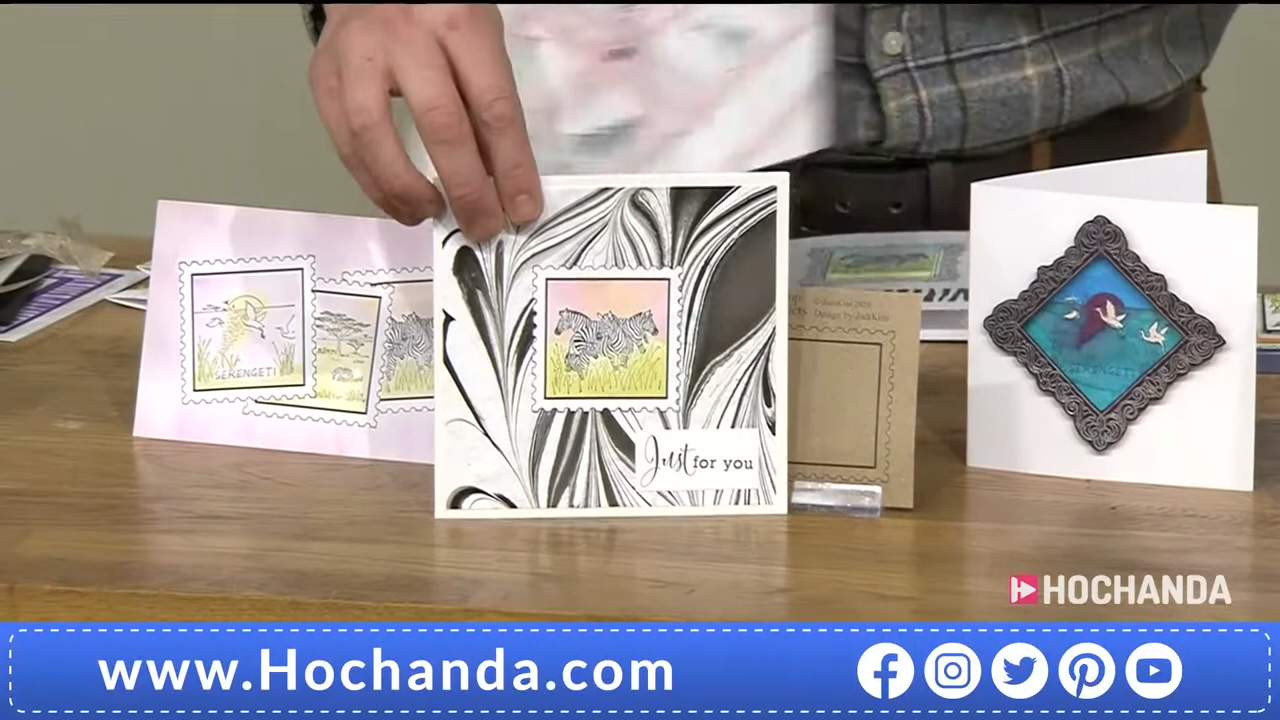 © JudiKins 2020
Design by JudiKins
SERENGETI
SERENGETI
Just for you
HOCHANDA
www.Hochanda.com